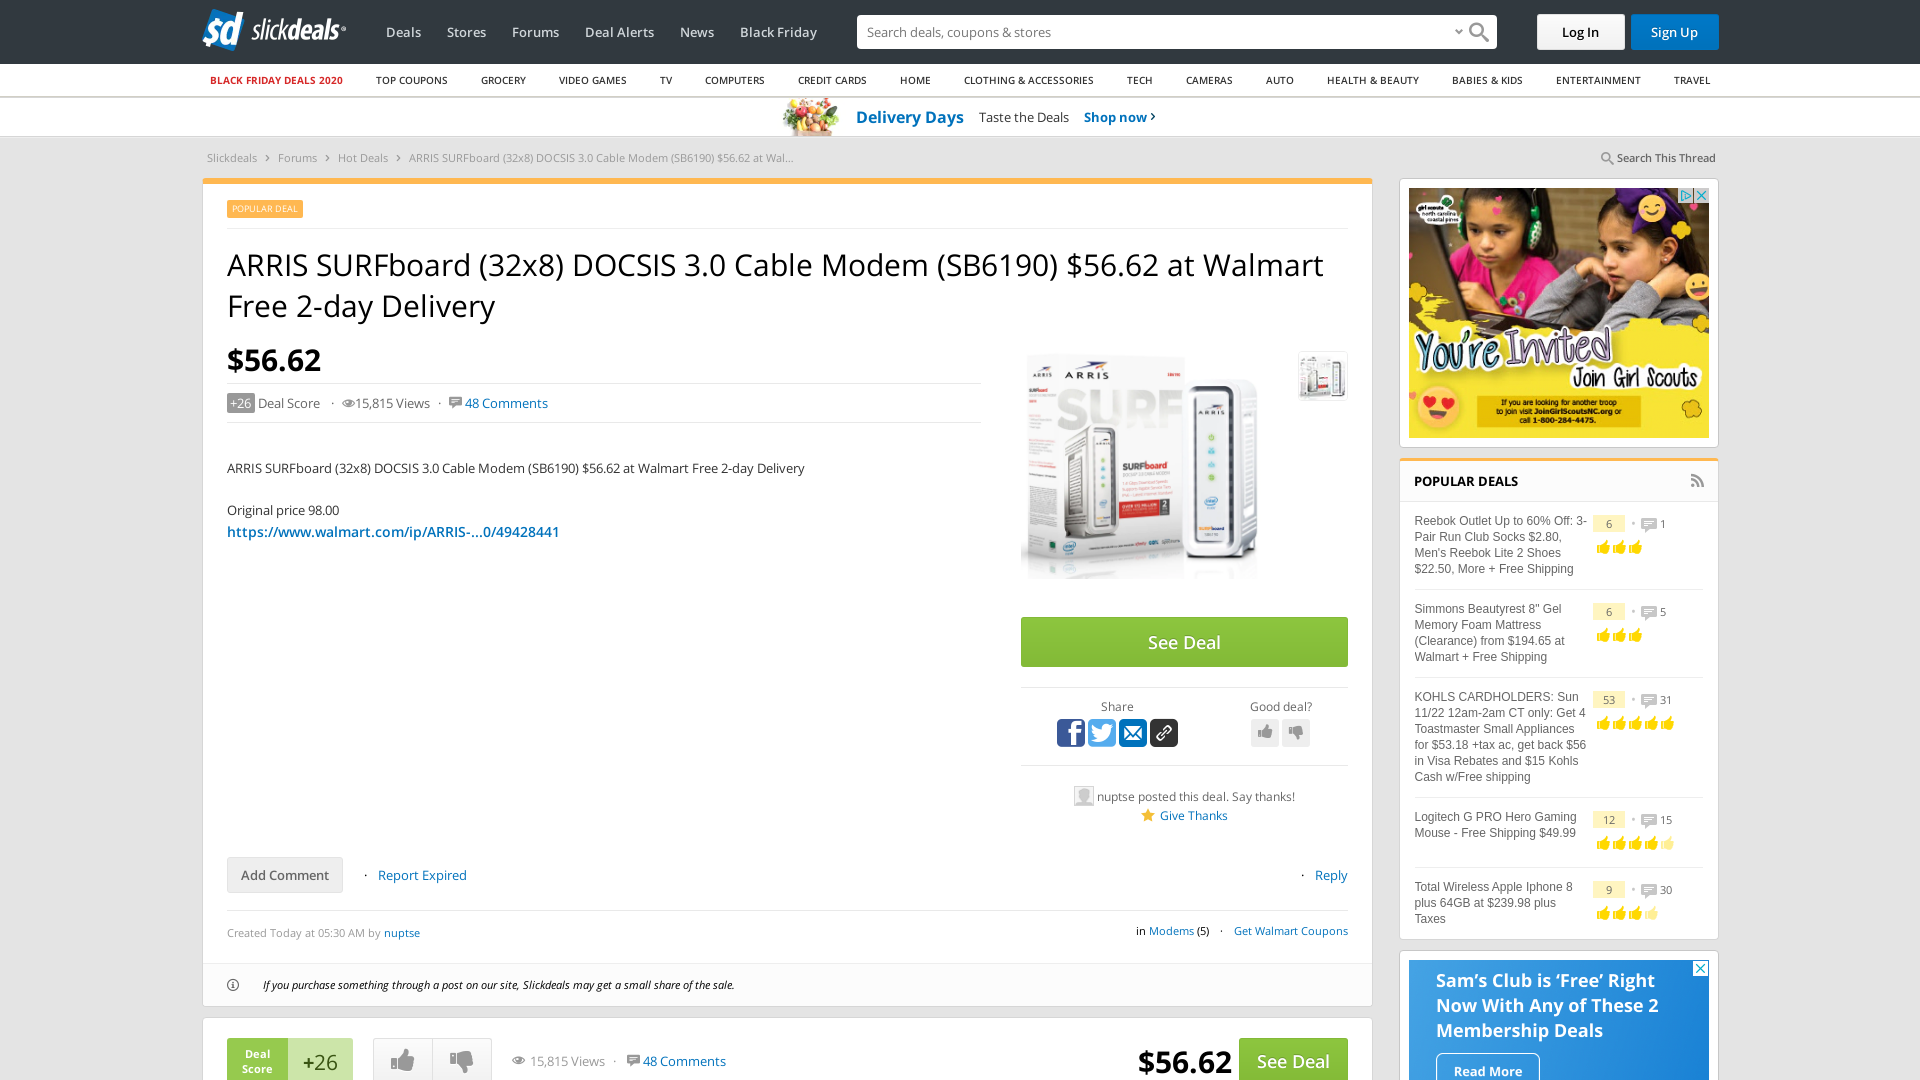 slickdeals
Deals Stores Forums Deal Alerts News Black Friday
Search deals, coupons & stores
Log In Sign Up
BLACK FRIDAY DEALS 2020 TOP COUPONS GROCERY VIDEO GAMES TV COMPUTERS CREDIT CARDS HOME CLOTHING & ACCESSORIES TECH CAMERAS AUTO HEALTH & BEAUTY BABIES & KIDS ENTERTAINMENT TRAVEL
Delivery Days Taste the Deals Shop now ›
Slickdeals › Forums › Hot Deals › ARRIS SURFboard (32x8) DOCSIS 3.0 Cable Modem (SB6190) $56.62 at Wal...
Search This Thread
POPULAR DEAL
ARRIS SURFboard (32x8) DOCSIS 3.0 Cable Modem (SB6190) $56.62 at Walmart
Free 2-day Delivery
$56.62
+26 Deal Score · 15,815 Views · 48 Comments
ARRIS SURFboard (32x8) DOCSIS 3.0 Cable Modem (SB6190) $56.62 at Walmart Free 2-day Delivery
Original price 98.00
https://www.walmart.com/ip/ARRIS-...0/49428441
ARRIS
ARRIS
SURF
ARRIS
SURFboard
See Deal
Share
Good deal?
nuptse posted this deal. Say thanks!
Give Thanks
Add Comment · Report Expired
· Reply
Created Today at 05:30 AM by nuptse
in Modems (5) · Get Walmart Coupons
If you purchase something through a post on our site, Slickdeals may get a small share of the sale.
Deal
Score
+26
15,815 Views · 48 Comments
$56.62
See Deal
girl scouts
north carolina
coastal pines
You're Invited
Join Girl Scouts
If you are looking for another troop
to join visit JoinGirlScoutsNC.org or
call 1-800-284-4475.
POPULAR DEALS
Reebok Outlet Up to 60% Off: 3-
Pair Run Club Socks $2.80,
Men's Reebok Lite 2 Shoes
$22.50, More + Free Shipping
6 · 1
Simmons Beautyrest 8" Gel
Memory Foam Mattress
(Clearance) from $194.65 at
Walmart + Free Shipping
6 · 5
KOHLS CARDHOLDERS: Sun
11/22 12am-2am CT only: Get 4
Toastmaster Small Appliances
for $53.18 +tax ac, get back $56
in Visa Rebates and $15 Kohls
Cash w/Free shipping
53 · 31
Logitech G PRO Hero Gaming
Mouse - Free Shipping $49.99
12 · 15
Total Wireless Apple Iphone 8
plus 64GB at $239.98 plus
Taxes
9 · 30
Sam's Club is ‘Free’ Right
Now With Any of These 2
Membership Deals
Read More